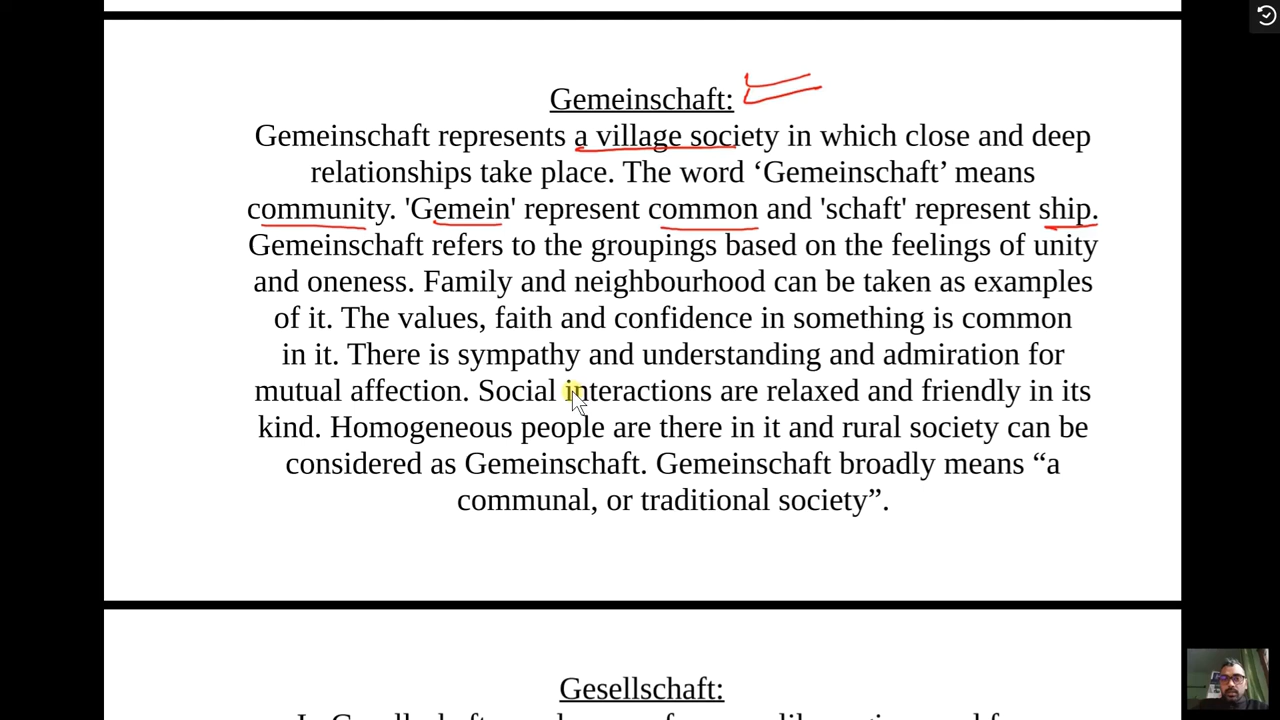 Gemeinschaft:
Gemeinschaft represents a village society in which close and deep
relationships take place. The word ‘Gemeinschaft’ means
community. 'Gemein' represent common and 'schaft' represent ship.
Gemeinschaft refers to the groupings based on the feelings of unity
and oneness. Family and neighbourhood can be taken as examples
of it. The values, faith and confidence in something is common
in it. There is sympathy and understanding and admiration for
mutual affection. Social interactions are relaxed and friendly in its
kind. Homogeneous people are there in it and rural society can be
considered as Gemeinschaft. Gemeinschaft broadly means “a
communal, or traditional society”.
Gesellschaft: